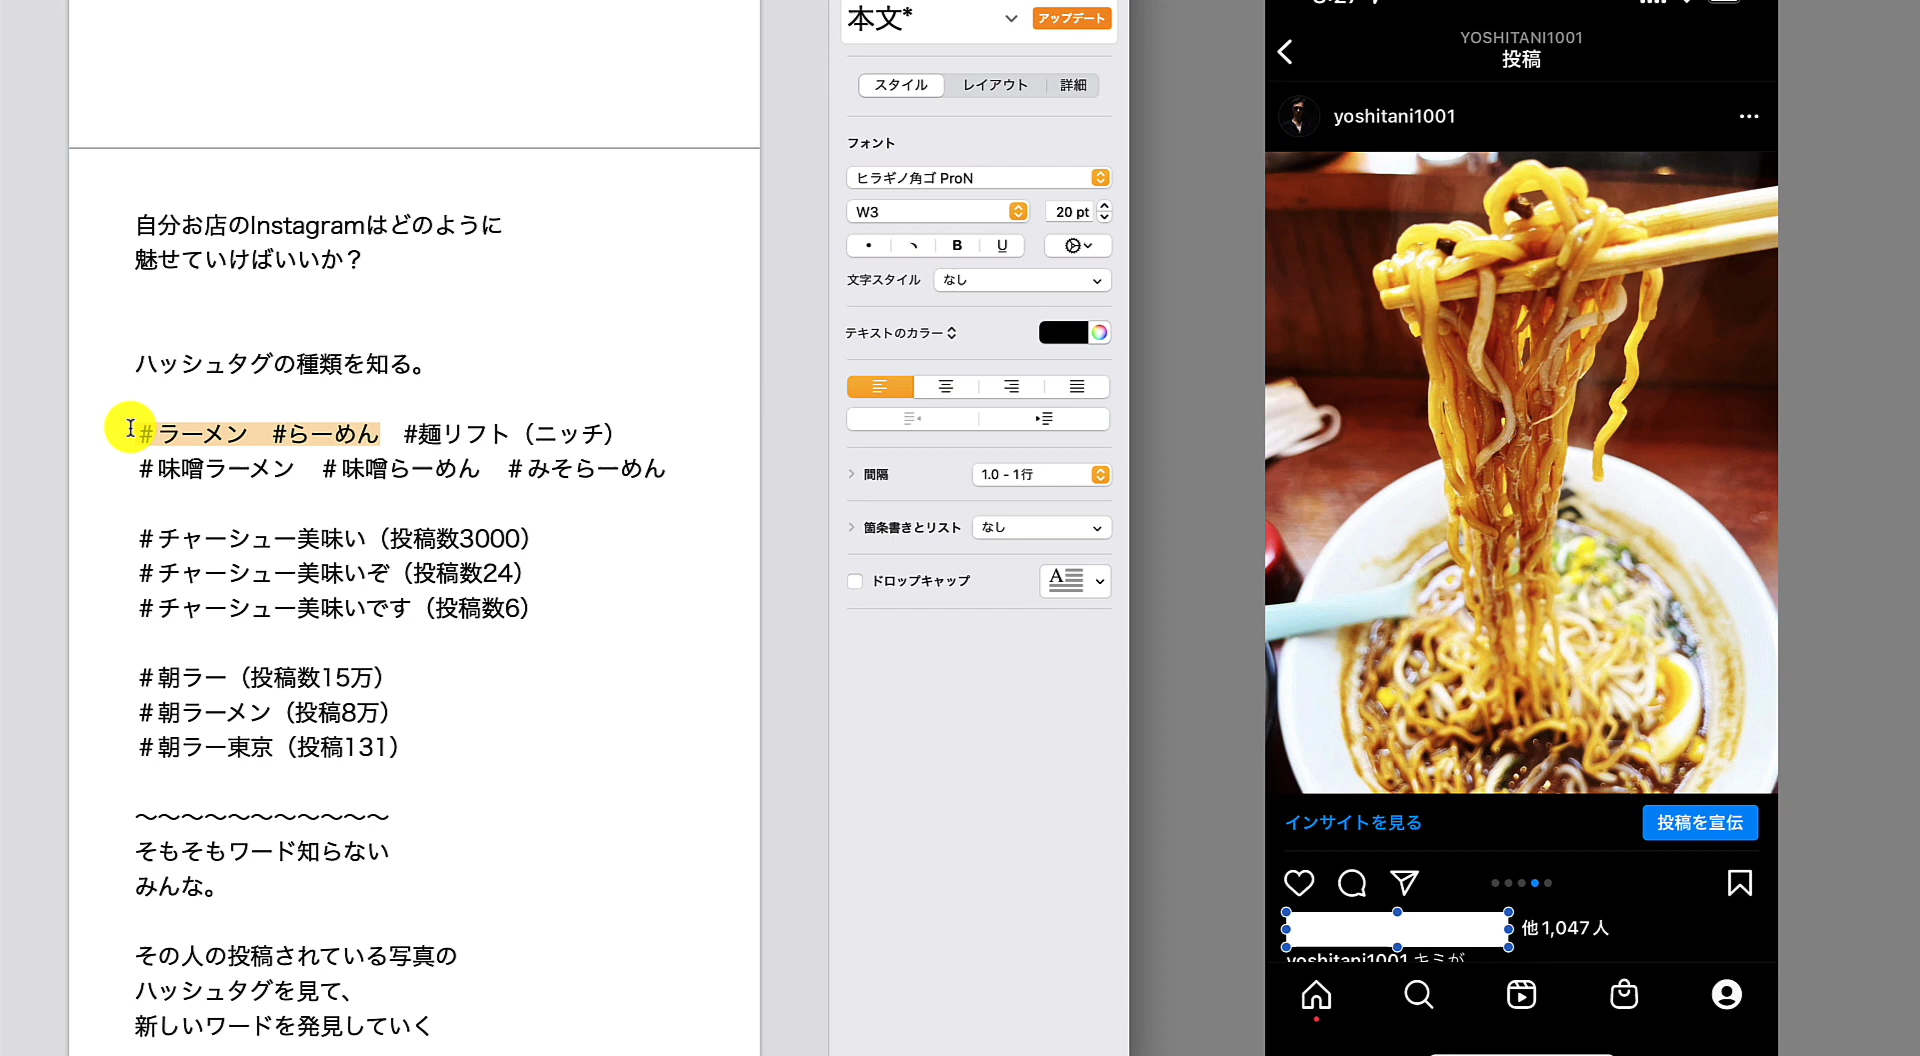 自分お店のInstagramはどのように
魅せていけばいいか？
ハッシュタグの種類を知る。
＃ラーメン　#らーめん　#麺リフト（ニッチ）
＃味噌ラーメン　＃味噌らーめん　＃みそらーめん
＃チャーシュー美味い（投稿数3000）
＃チャーシュー美味いぞ（投稿数24）
＃チャーシュー美味いです（投稿数6）
＃朝ラー（投稿数15万）
＃朝ラーメン（投稿8万）
＃朝ラー東京（投稿131）
〜〜〜〜〜〜〜〜〜〜〜
そもそもワード知らない
みんな。
その人の投稿されている写真の
ハッシュタグを見て、
新しいワードを発見していく
本文*
アップデート
スタイル
レイアウト
詳細
フォント
ヒラギノ角ゴ ProN
W3
20 pt
B
U
文字スタイル
なし
テキストのカラー
間隔
1.0 - 1行
箇条書きとリスト
なし
ドロップキャップ
A
YOSHITANI1001
投稿
yoshitani1001
インサイトを見る
投稿を宣伝
他1,047人
yoshitani1001 キミが